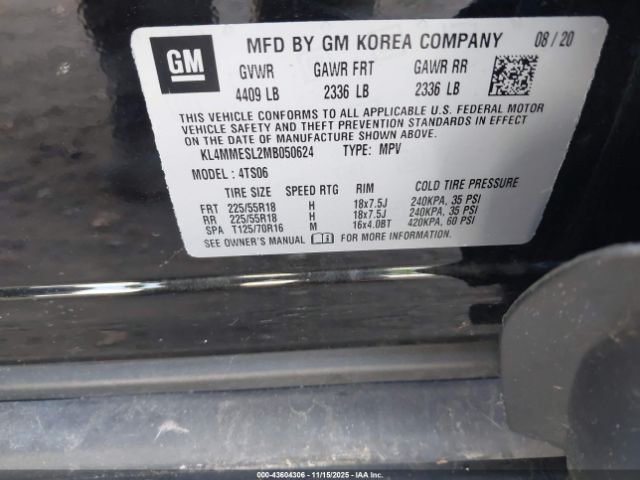 GM
MFD BY GM KOREA COMPANY 08/20
GVWR GAWR FRT GAWR RR
4409 LB 2336 LB 2336 LB
THIS VEHICLE CONFORMS TO ALL APPLICABLE U.S. FEDERAL MOTOR
VEHICLE SAFETY AND THEFT PREVENTION STANDARDS IN EFFECT
ON THE DATE OF MANUFACTURE SHOWN ABOVE.
KL4MMESL2MB050624 TYPE: MPV
MODEL : 4TS06
TIRE SIZE SPEED RTG RIM COLD TIRE PRESSURE
FRT 225/55R18 H 18x7.5J 240KPA, 35 PSI
RR 225/55R18 H 18x7.5J 240KPA, 35 PSI
SPA T125/70R16 M 16x4.0BT 420KPA, 60 PSI
SEE OWNER'S MANUAL FOR MORE INFORMATION.
000-43604306 - 11/15/2025 - IAAI.CA